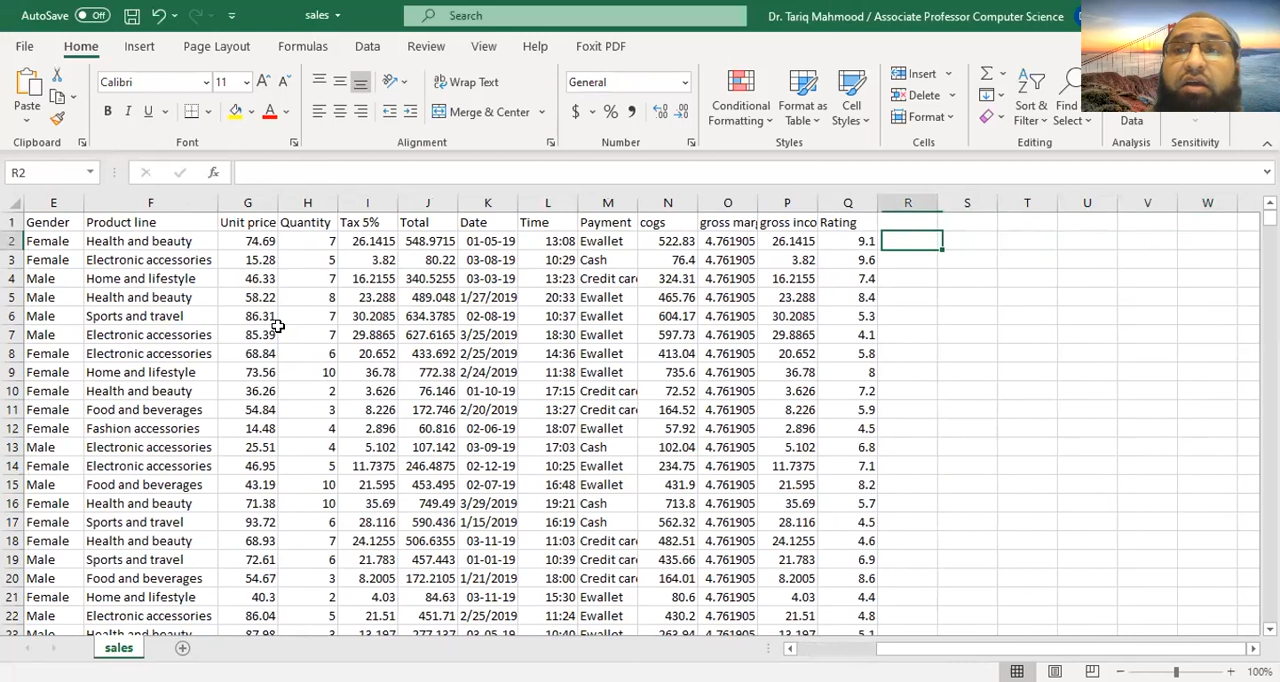 AutoSave Off sales Search Dr. Tariq Mahmood / Associate Professor Computer Science
File Home Insert Page Layout Formulas Data Review View Help Foxit PDF
Paste Calibri 11 Wrap Text General Conditional Formatting Format as Table Cell Styles Insert Sort & Filter Find Select
B I U Merge & Center $ % Delete Format Data
Clipboard Font Alignment Number Styles Cells Editing Analysis Sensitivity
R2 fx
E F G H I J K L M N O P Q R S T U V W
1 Gender Product line Unit price Quantity Tax 5% Total Date Time Payment cogs gross mar gross inco Rating
2 Female Health and beauty 74.69 7 26.1415 548.9715 01-05-19 13:08 Ewallet 522.83 4.761905 26.1415 9.1
3 Female Electronic accessories 15.28 5 3.82 80.22 03-08-19 10:29 Cash 76.4 4.761905 3.82 9.6
4 Male Home and lifestyle 46.33 7 16.2155 340.5255 03-03-19 13:23 Credit car 324.31 4.761905 16.2155 7.4
5 Male Health and beauty 58.22 8 23.288 489.048 1/27/2019 20:33 Ewallet 465.76 4.761905 23.288 8.4
6 Male Sports and travel 86.31 7 30.2085 634.3785 02-08-19 10:37 Ewallet 604.17 4.761905 30.2085 5.3
7 Male Electronic accessories 85.39 7 29.8865 627.6165 3/25/2019 18:30 Ewallet 597.73 4.761905 29.8865 4.1
8 Female Electronic accessories 68.84 6 20.652 433.692 2/25/2019 14:36 Ewallet 413.04 4.761905 20.652 5.8
9 Female Home and lifestyle 73.56 10 36.78 772.38 2/24/2019 11:38 Ewallet 735.6 4.761905 36.78 8
10 Female Health and beauty 36.26 2 3.626 76.146 01-10-19 17:15 Credit car 72.52 4.761905 3.626 7.2
11 Female Food and beverages 54.84 3 8.226 172.746 2/20/2019 13:27 Credit car 164.52 4.761905 8.226 5.9
12 Female Fashion accessories 14.48 4 2.896 60.816 02-06-19 18:07 Ewallet 57.92 4.761905 2.896 4.5
13 Male Electronic accessories 25.51 4 5.102 107.142 03-09-19 17:03 Cash 102.04 4.761905 5.102 6.8
14 Female Electronic accessories 46.95 5 11.7375 246.4875 02-12-19 10:25 Ewallet 234.75 4.761905 11.7375 7.1
15 Male Food and beverages 43.19 10 21.595 453.495 02-07-19 16:48 Ewallet 431.9 4.761905 21.595 8.2
16 Female Health and beauty 71.38 10 35.69 749.49 3/29/2019 19:21 Cash 713.8 4.761905 35.69 5.7
17 Female Sports and travel 93.72 6 28.116 590.436 1/15/2019 16:19 Cash 562.32 4.761905 28.116 4.5
18 Female Health and beauty 68.93 7 24.1255 506.6355 03-11-19 11:03 Credit car 482.51 4.761905 24.1255 4.6
19 Male Sports and travel 72.61 6 21.783 457.443 01-01-19 10:39 Credit car 435.66 4.761905 21.783 6.9
20 Male Food and beverages 54.67 3 8.2005 172.2105 1/21/2019 18:00 Credit car 164.01 4.761905 8.2005 8.6
21 Female Home and lifestyle 40.3 2 4.03 84.63 03-11-19 15:30 Ewallet 80.6 4.761905 4.03 4.4
22 Male Electronic accessories 86.04 5 21.51 451.71 2/25/2019 11:24 Ewallet 430.2 4.761905 21.51 4.8
23 Male Health and beauty 87.98 3 13.197 277.137 03-05-19 10:40 Ewallet 263.94 4.761905 13.197 5.1
sales
100%